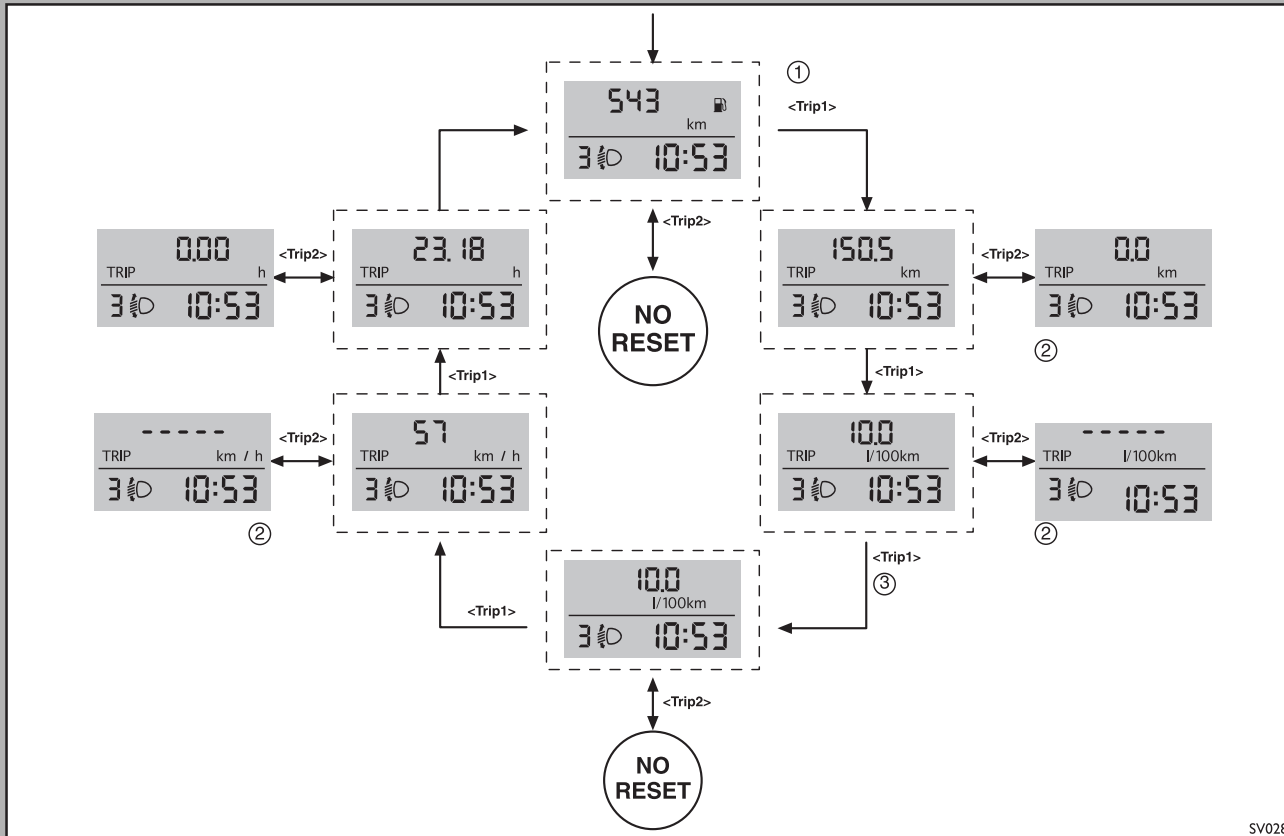 543
km
3 10:53
①
<Trip1>
<Trip2>
NO
RESET
0.00
TRIP h
3 10:53
<Trip2>
23.18
TRIP h
3 10:53
150.5
TRIP km
3 10:53
<Trip2>
0.0
TRIP km
3 10:53
②
<Trip1>
<Trip1>
-----
TRIP km / h
3 10:53
②
<Trip2>
57
TRIP km / h
3 10:53
10.0
TRIP l/100km
3 10:53
<Trip2>
-----
TRIP l/100km
3 10:53
②
<Trip1>
③
<Trip1>
10.0
l/100km
3 10:53
<Trip2>
NO
RESET
SV028